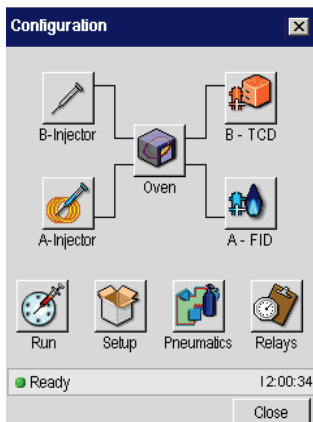 Configuration
B-Injector
B - TCD
Oven
A-Injector
A - FID
Run Setup Pneumatics Relays
Ready 12:00:34
Close